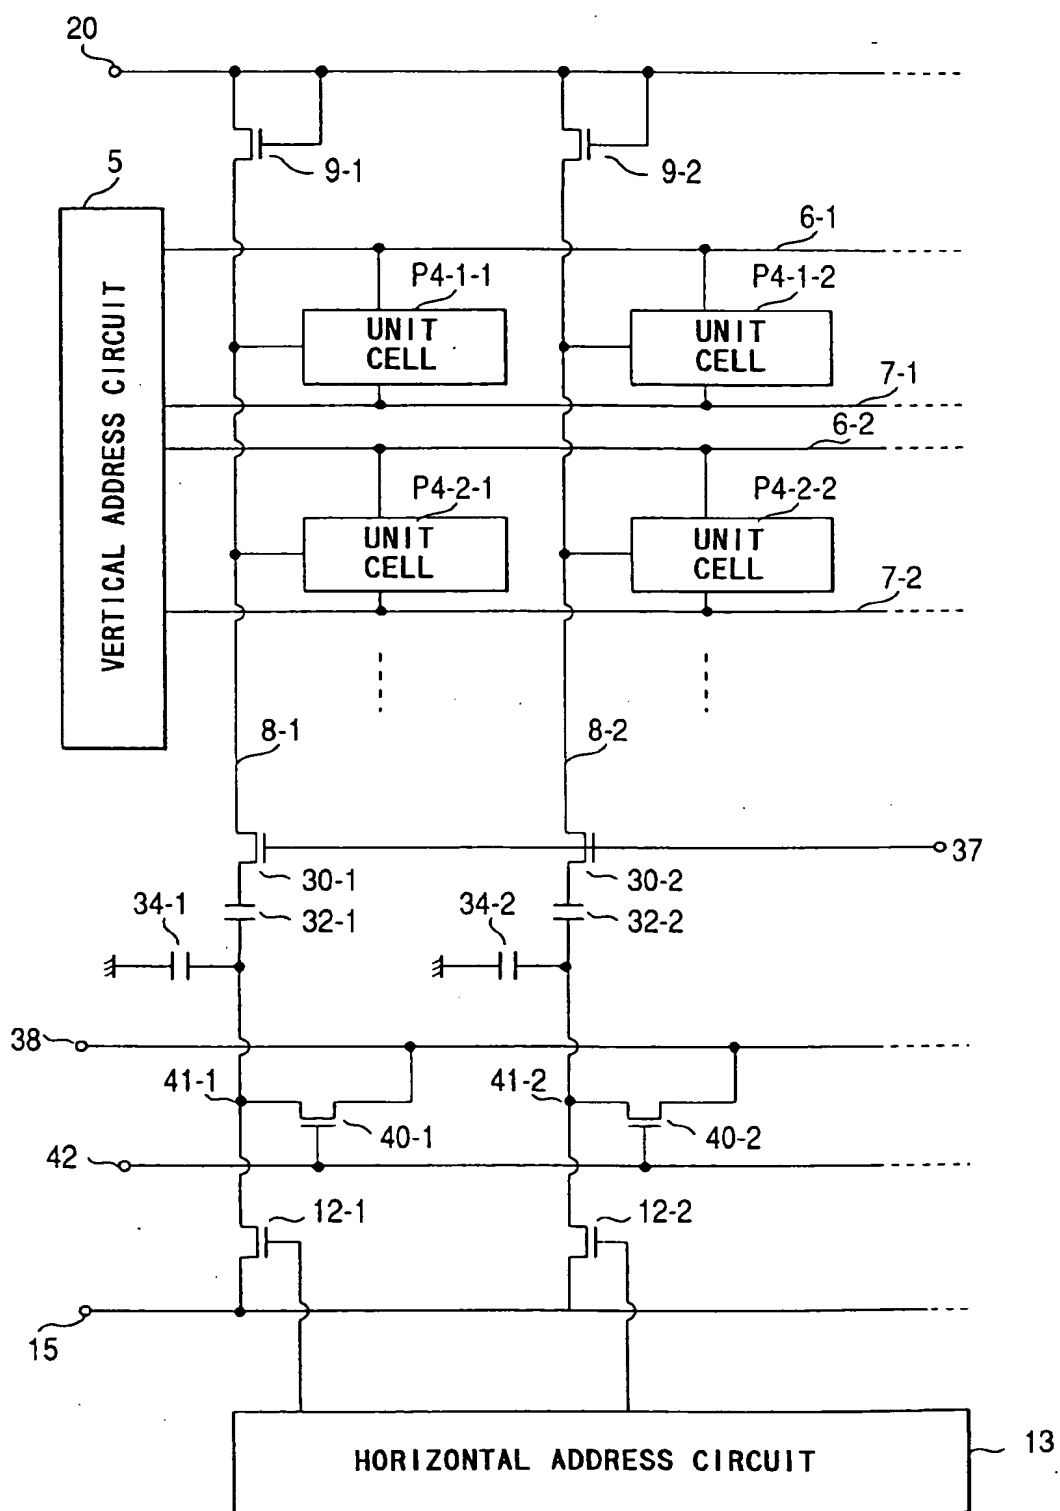 20
9-1
9-2
5
VERTICAL ADDRESS CIRCUIT
6-1
P4-1-1
P4-1-2
UNIT
CELL
UNIT
CELL
7-1
6-2
P4-2-1
P4-2-2
UNIT
CELL
UNIT
CELL
7-2
8-1
8-2
37
30-1
30-2
34-1
32-1
34-2
32-2
38
41-1
41-2
40-1
40-2
42
12-1
12-2
15
HORIZONTAL ADDRESS CIRCUIT
13